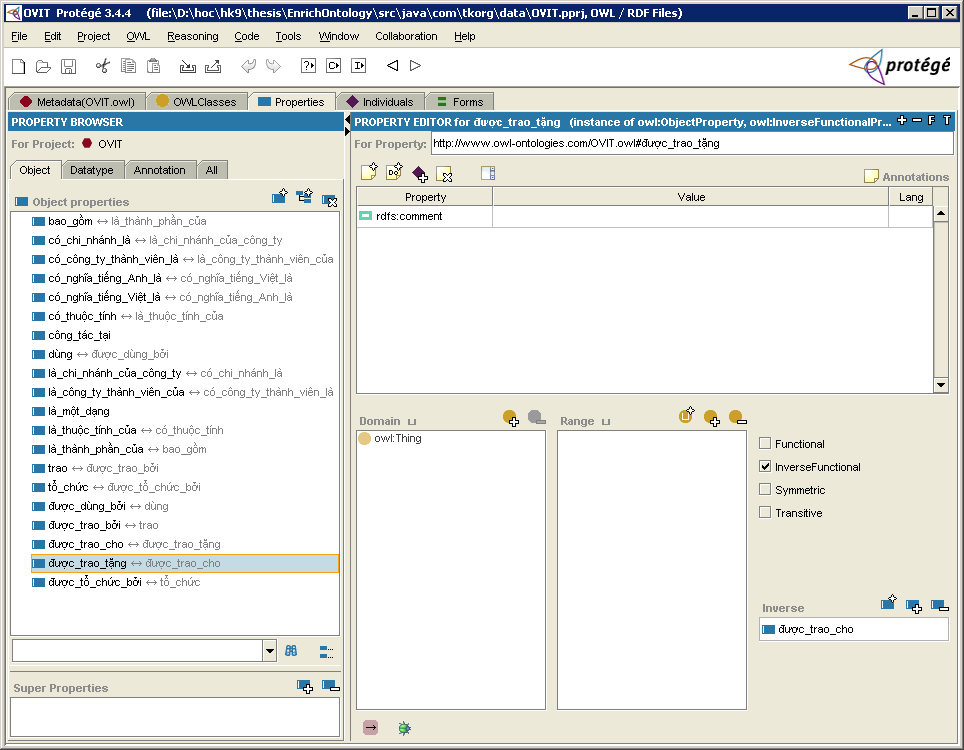 OVIT Protégé 3.4.4 (file:\D:\hoc\hk9\thesis\EnrichOntology\src\java\com\tkorg\data\OVIT.pprj, OWL / RDF Files)
File Edit Project OWL Reasoning Code Tools Window Collaboration Help
protégé
Metadata(OVIT.owl) OWLClasses Properties Individuals Forms
PROPERTY BROWSER
For Project: OVIT
Object Datatype Annotation All
Object properties
bao_gồm ↔ là_thành_phần_của
có_chi_nhánh_là ↔ là_chi_nhánh_của_công_ty
có_công_ty_thành_viên_là ↔ là_công_ty_thành_viên_của
có_nghĩa_tiếng_Anh_là ↔ có_nghĩa_tiếng_Việt_là
có_nghĩa_tiếng_Việt_là ↔ có_nghĩa_tiếng_Anh_là
có_thuộc_tính ↔ là_thuộc_tính_của
công_tác_tại
dùng ↔ được_dùng_bởi
là_chi_nhánh_của_công_ty ↔ có_chi_nhánh_là
là_công_ty_thành_viên_của ↔ có_công_ty_thành_viên_là
là_một_dạng
là_thuộc_tính_của ↔ có_thuộc_tính
là_thành_phần_của ↔ bao_gồm
trao ↔ được_trao_bởi
tổ_chức ↔ được_tổ_chức_bởi
được_dùng_bởi ↔ dùng
được_trao_bởi ↔ trao
được_trao_cho ↔ được_trao_tặng
được_trao_tặng ↔ được_trao_cho
được_tổ_chức_bởi ↔ tổ_chức
Super Properties
PROPERTY EDITOR for được_trao_tặng (instance of owl:ObjectProperty, owl:InverseFunctionalPr... + − F T
For Property: http://www.owl-ontologies.com/OVIT.owl#được_trao_tặng
Annotations
Property Value Lang
rdfs:comment
Domain ⊔
owl:Thing
Range ⊔
Functional
InverseFunctional
Symmetric
Transitive
Inverse
được_trao_cho